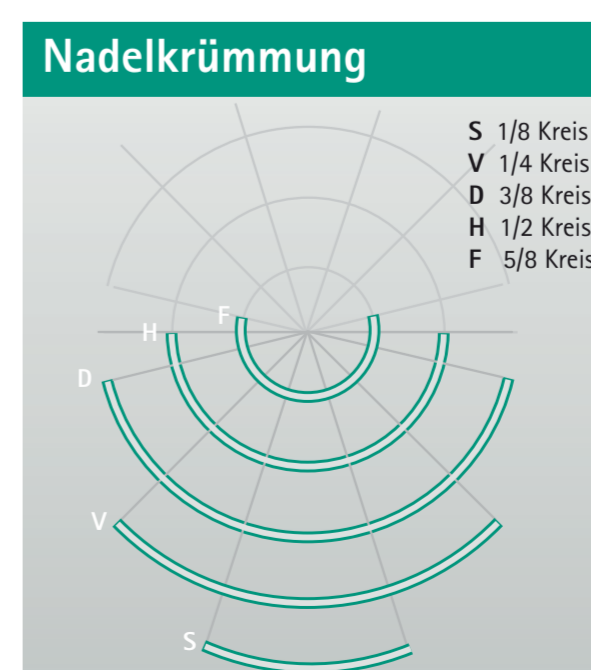 Nadelkrümmung
S 1/8 Kreis
V 1/4 Kreis
D 3/8 Kreis
H 1/2 Kreis
F 5/8 Kreis
F
H
D
V
S